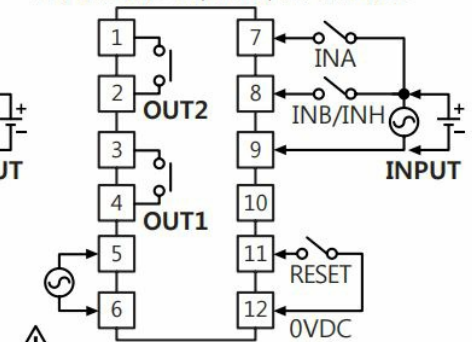 1
7
INA
2
8
OUT2
INB/INH
+
-
+
-
UT
3
9
INPUT
4
10
OUT1
5
11
RESET
6
12
0VDC